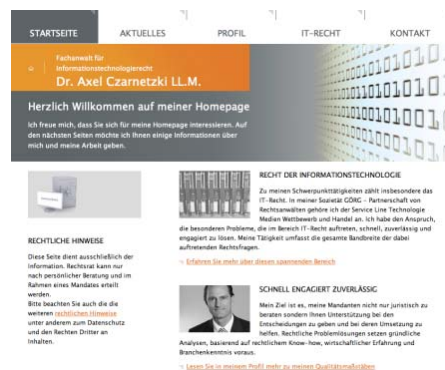 STARTSEITE
AKTUELLES
PROFIL
IT-RECHT
KONTAKT
Fachanwalt für
Informationstechnologierecht
Dr. Axel Czarnetzki LL.M.
Herzlich Willkommen auf meiner Homepage
Ich freue mich, dass Sie sich für meine Homepage interessieren. Auf
den nächsten Seiten möchte ich Ihnen einige Informationen über
mich und meine Arbeit geben.
RECHTLICHE HINWEISE
Diese Seite dient ausschließlich der
Information. Rechtsrat kann nur
nach persönlicher Beratung und im
Rahmen eines Mandates erteilt
werden.
Bitte beachten Sie auch die die
weiteren rechtlichen Hinweise
unter anderem zum Datenschutz
und den Rechten Dritter an
Inhalten.
RECHT DER INFORMATIONSTECHNOLOGIE
Zu meinen Schwerpunkttätigkeiten zählt insbesondere das
IT-Recht. In meiner Sozietät GÖRG - Partnerschaft von
Rechtsanwälten gehöre ich der Service Line Technologie
Medien Wettbewerb und Handel an. Ich habe den Anspruch,
die besonderen Probleme, die im Bereich IT-Recht auftreten, schnell, zuverlässig und
engagiert zu lösen. Meine Tätigkeit umfasst die gesamte Bandbreite der dabei
auftretenden Rechtsfragen.
Erfahren Sie mehr über diesen spannenden Bereich
SCHNELL ENGAGIERT ZUVERLÄSSIG
Mein Ziel ist es, meine Mandanten nicht nur juristisch zu
beraten sondern Ihnen Unterstützung bei den
Entscheidungen zu geben und bei deren Umsetzung zu
helfen. Rechtliche Problemlösungen setzen gründliche
Analysen, basierend auf rechtlichem Know-how, wirtschaftlicher Erfahrung und
Branchenkenntnis voraus.
Lesen Sie in meinem Profil mehr zu meinen Qualitätsmaßstäben